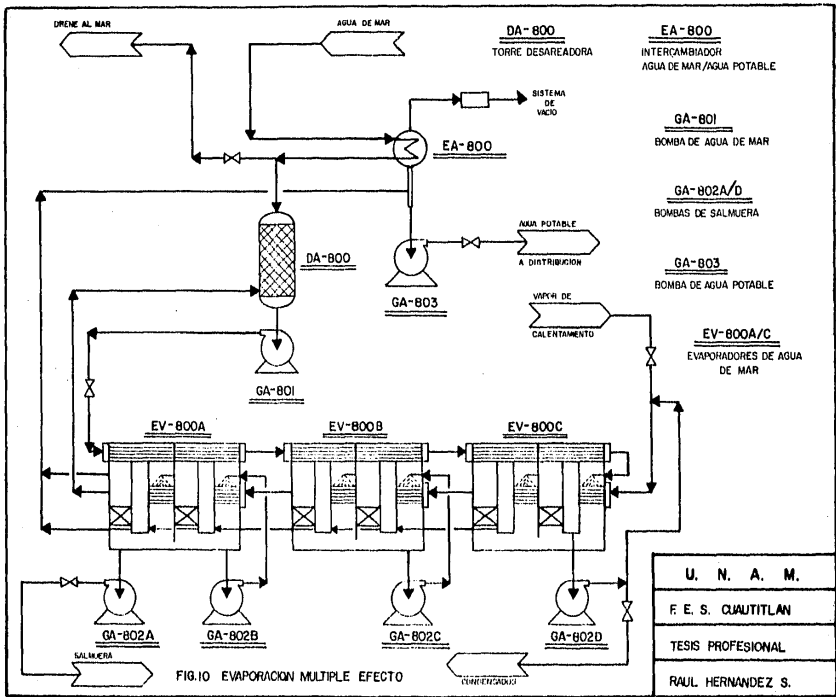 DRENE AL MAR
AGUA DE MAR
DA-800
TORRE DESAREADORA
EA-800
INTERCAMBIADOR
AGUA DE MAR/AGUA POTABLE
SISTEMA
DE
VACIO
EA-800
GA-801
BOMBA DE AGUA DE MAR
GA-802A/D
BOMBAS DE SALMUERA
AGUA POTABLE
A DISTRIBUCION
DA-800
GA-803
GA-803
BOMBA DE AGUA POTABLE
VAPOR DE
CALENTAMIENTO
EV-800A/C
EVAPORADORES DE AGUA
DE MAR
GA-801
EV-800A
EV-800B
EV-800C
GA-802A
GA-802B
GA-802C
GA-802D
SALMUERA
CONDENSADOS
FIG.10 EVAPORACION MULTIPLE EFECTO
U. N. A. M.
F. E. S. CUAUTITLAN
TESIS PROFESIONAL
RAUL HERNANDEZ S.